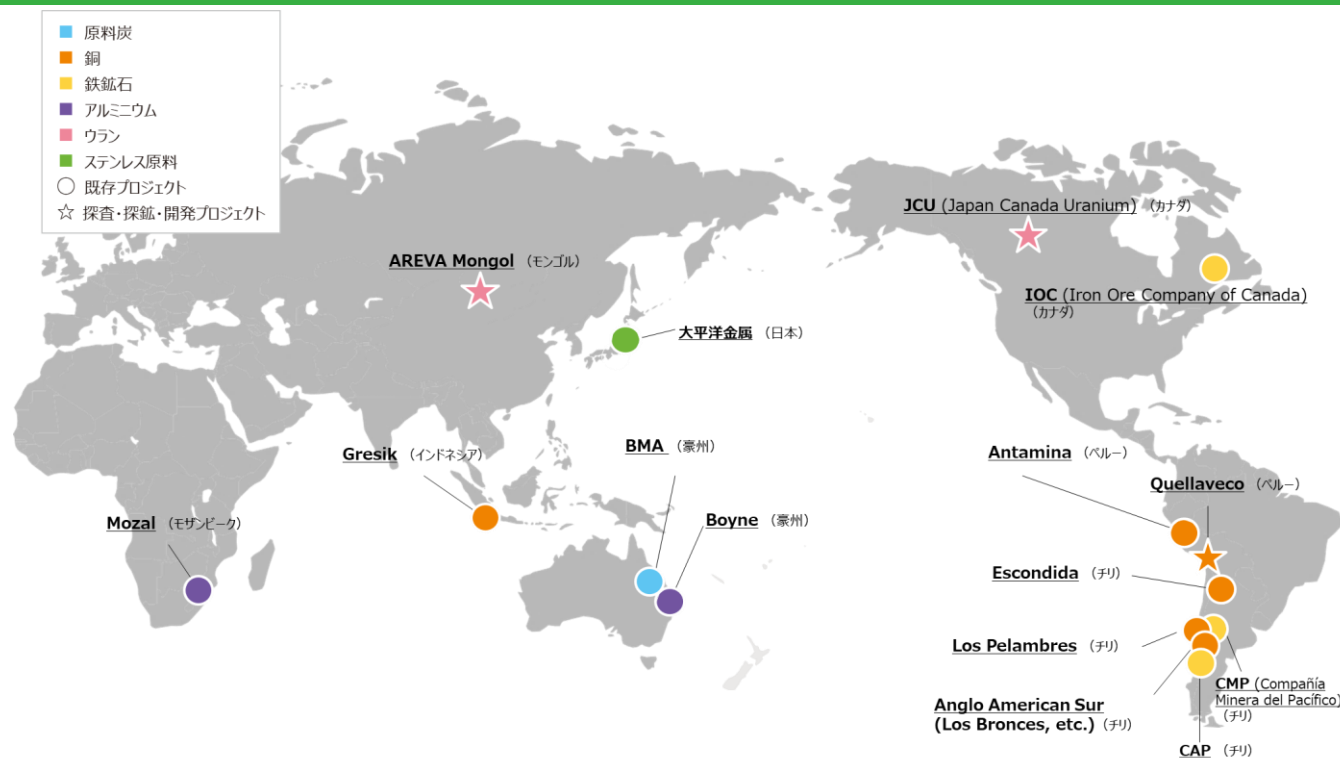 原料炭
銅
鉄鉱石
アルミニウム
ウラン
ステンレス原料
既存プロジェクト
探査・探鉱・開発プロジェクト
JCU (Japan Canada Uranium) (カナダ)
AREVA Mongol (モンゴル)
IOC (Iron Ore Company of Canada)
(カナダ)
大平洋金属 (日本)
Gresik (インドネシア)
BMA (豪州)
Antamina (ペルー)
Quellaveco (ペルー)
Mozal (モザンビーク)
Boyne (豪州)
Escondida (チリ)
Los Pelambres (チリ)
CMP (Compañía
Minera del Pacífico)
(チリ)
Anglo American Sur
(Los Bronces, etc.) (チリ)
CAP (チリ)